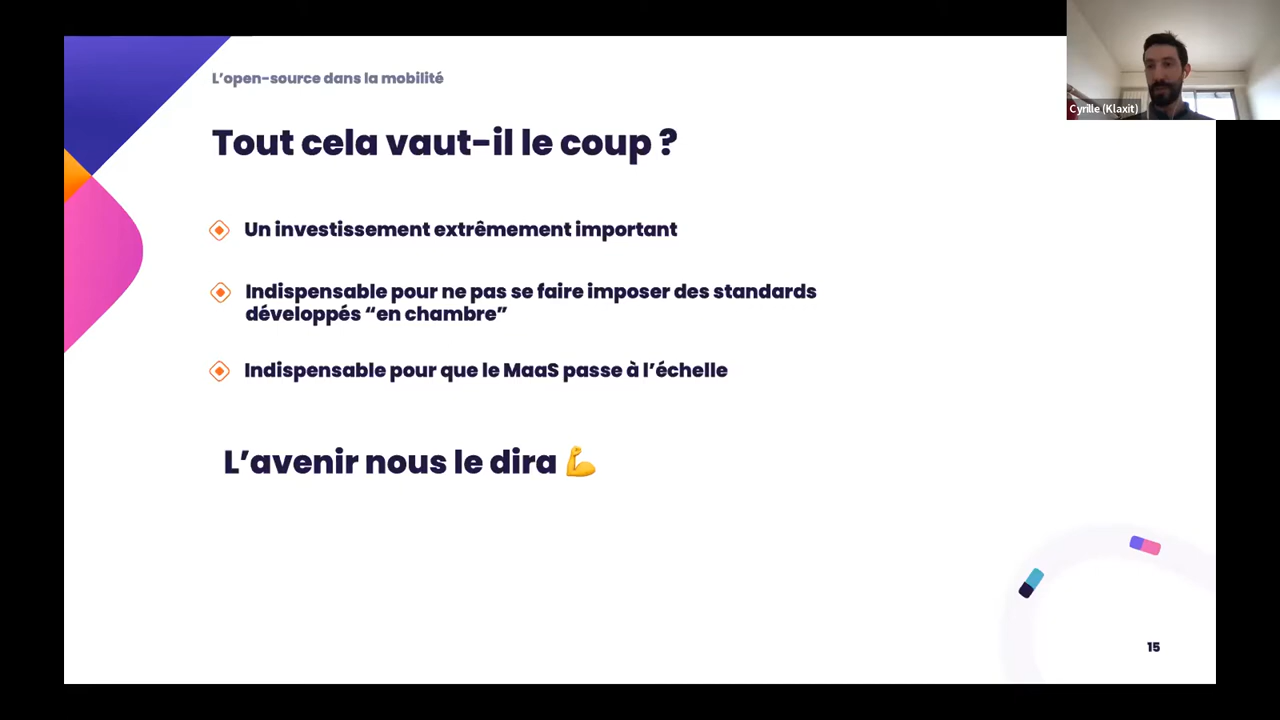 L'open-source dans la mobilité
Cyrille (Klaxit)
Tout cela vaut-il le coup ?
Un investissement extrêmement important
Indispensable pour ne pas se faire imposer des standards
développés “en chambre”
Indispensable pour que le MaaS passe à l'échelle
L'avenir nous le dira 💪
15